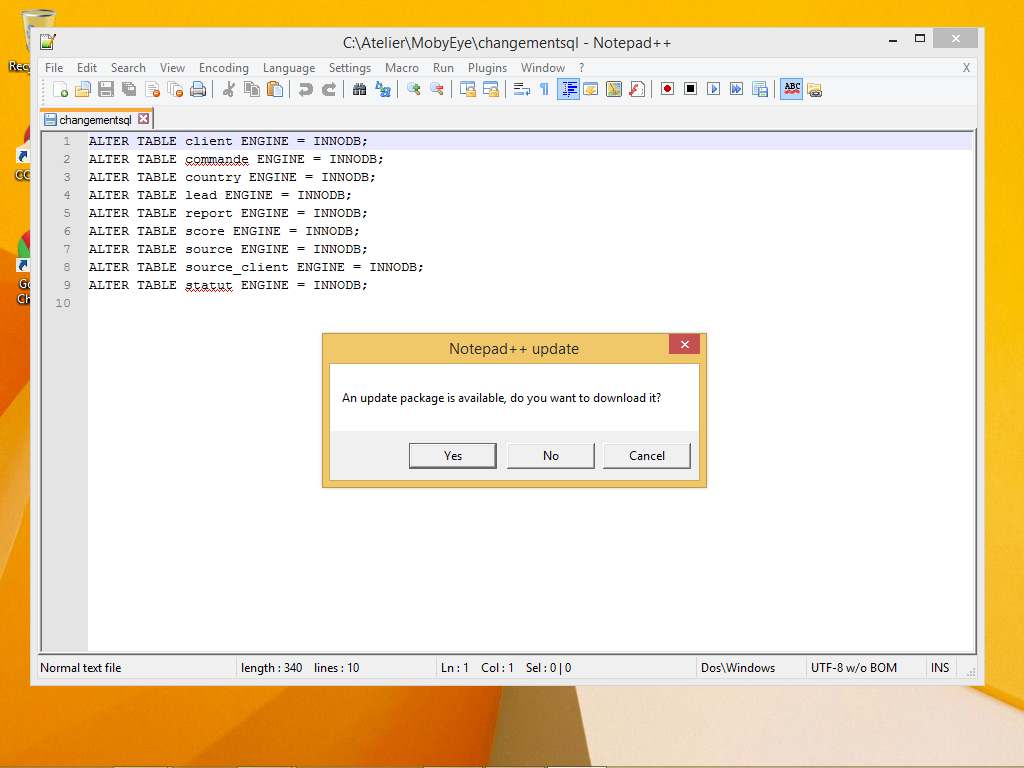 C:\Atelier\MobyEye\changementsql - Notepad++
Rec
File Edit Search View Encoding Language Settings Macro Run Plugins Window ? X
ABC
changementsql
1 ALTER TABLE client ENGINE = INNODB;
2 ALTER TABLE commande ENGINE = INNODB;
3 ALTER TABLE country ENGINE = INNODB;
4 ALTER TABLE lead ENGINE = INNODB;
5 ALTER TABLE report ENGINE = INNODB;
6 ALTER TABLE score ENGINE = INNODB;
7 ALTER TABLE source ENGINE = INNODB;
8 ALTER TABLE source_client ENGINE = INNODB;
9 ALTER TABLE statut ENGINE = INNODB;
10
CC
Go
Ch
Notepad++ update
An update package is available, do you want to download it?
Yes No Cancel
Normal text file length : 340 lines : 10 Ln : 1 Col : 1 Sel : 0 | 0 Dos\Windows UTF-8 w/o BOM INS